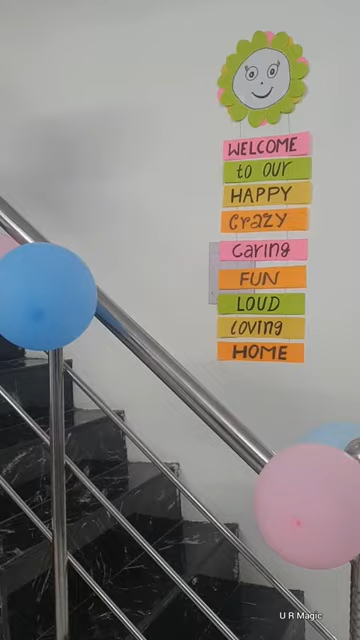 WELCOME
to our
HAPPY
CRAZY
Caring
FUN
LOUD
loving
HOME
U R Magic